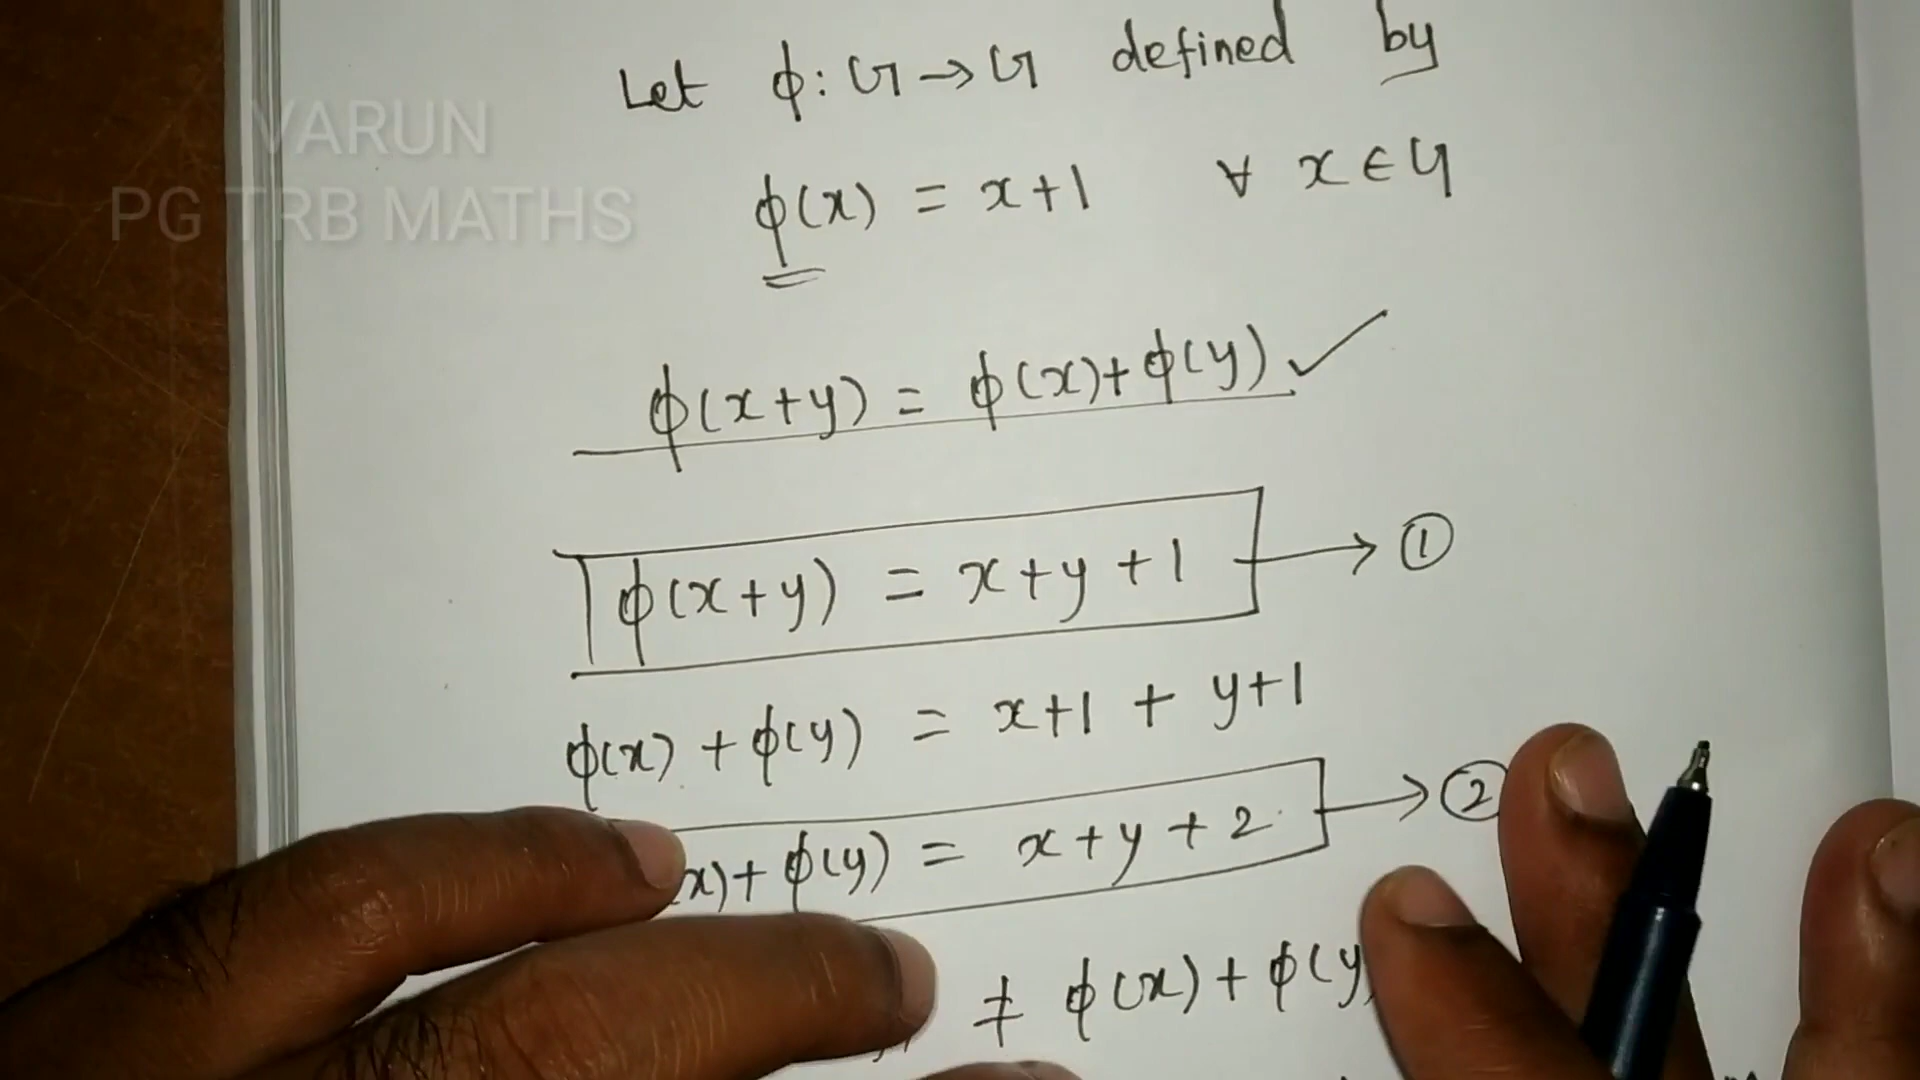 Let ϕ: G → G defined by
VARUN
PG TRB MATHS
ϕ(x) = x+1 ∀ x ∈ G
ϕ(x+y) = ϕ(x)+ϕ(y) ✓
ϕ(x+y) = x+y+1 → ①
ϕ(x) + ϕ(y) = x+1 + y+1
x)+ ϕ(y) = x+y+2 → ②
≠ ϕ(x) + ϕ(y